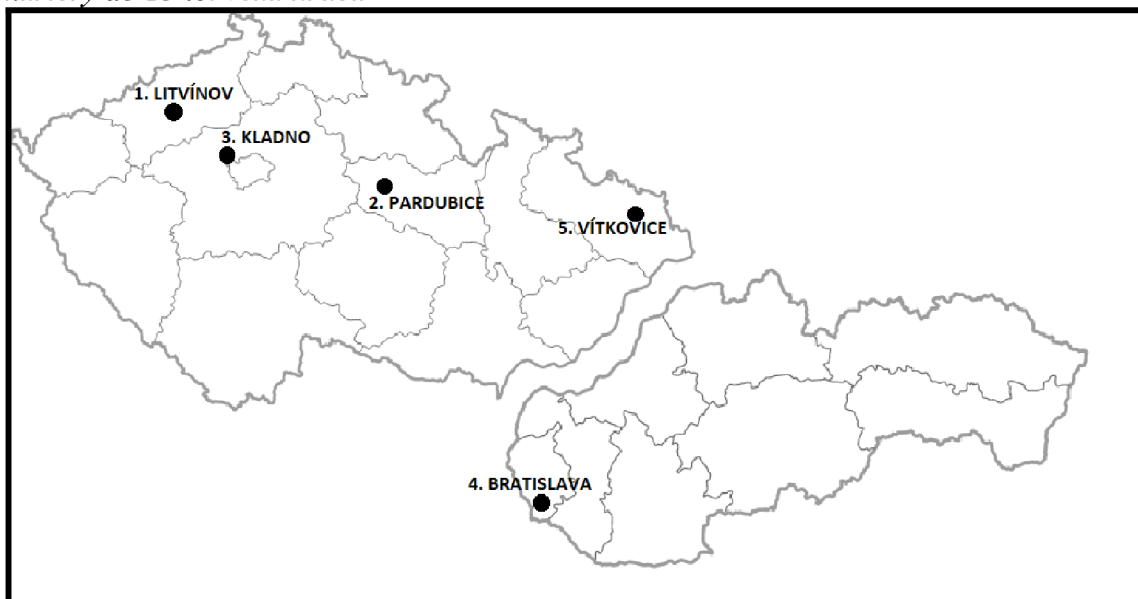 1. LITVÍNOV
3. KLADNO
2. PARDUBICE
5. VÍTKOVICE
4. BRATISLAVA